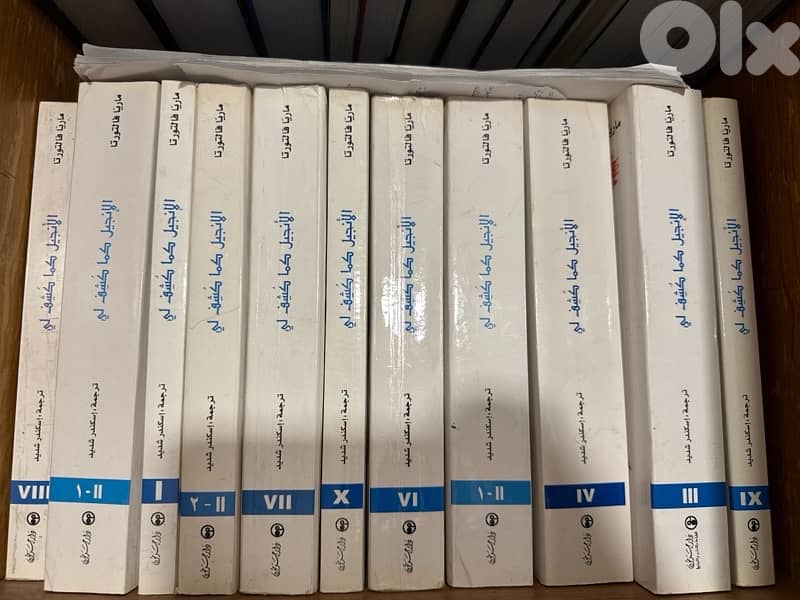 olx
ماريا فالتورتا
الإنجيل كما كُشِف لي
ترجمة : إسكندر شديد
VIII
ماريا فالتورتا
الإنجيل كما كُشِف لي
ترجمة : إسكندر شديد
II - ١
ماريا فالتورتا
الإنجيل كما كُشِف لي
ترجمة : إسكندر شديد
I
ماريا فالتورتا
الإنجيل كما كُشِف لي
ترجمة : إسكندر شديد
II - ٢
ماريا فالتورتا
الإنجيل كما كُشِف لي
ترجمة : إسكندر شديد
VII
ماريا فالتورتا
الإنجيل كما كُشِف لي
ترجمة : إسكندر شديد
X
ماريا فالتورتا
الإنجيل كما كُشِف لي
ترجمة : إسكندر شديد
VI
ماريا فالتورتا
الإنجيل كما كُشِف لي
ترجمة : إسكندر شديد
II - ١
ماريا فالتورتا
الإنجيل كما كُشِف لي
ترجمة : إسكندر شديد
IV
ماريا فالتورتا
الإنجيل كما كُشِف لي
ترجمة : إسكندر شديد
III
ماريا فالتورتا
الإنجيل كما كُشِف لي
ترجمة : إسكندر شديد
IX